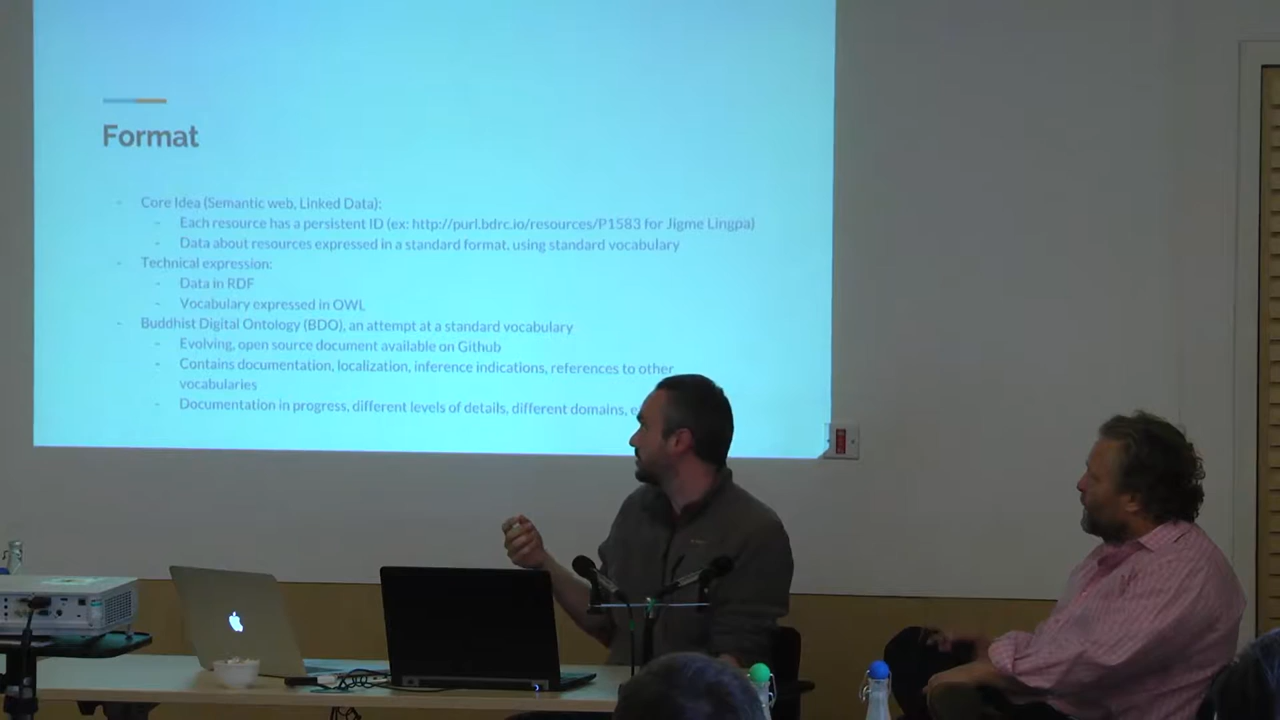 Format
- Core Idea (Semantic web, Linked Data):
- Each resource has a persistent ID (ex: http://purl.bdrc.io/resources/P1583 for Jigme Lingpa)
- Data about resources expressed in a standard format, using standard vocabulary
- Technical expression:
- Data in RDF
- Vocabulary expressed in OWL
- Buddhist Digital Ontology (BDO), an attempt at a standard vocabulary
- Evolving, open source document available on Github
- Contains documentation, localization, inference indications, references to other
vocabularies
- Documentation in progress, different levels of details, different domains,